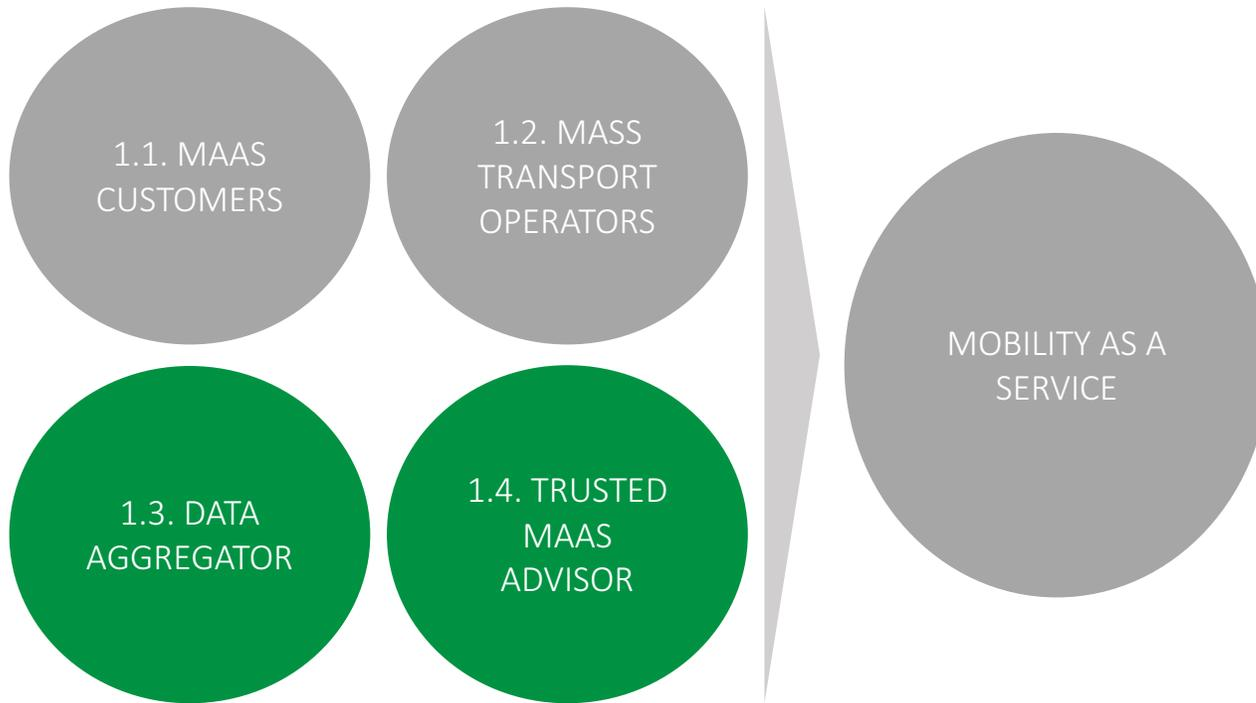 1.1. MAAS
CUSTOMERS
1.2. MASS
TRANSPORT
OPERATORS
1.3. DATA
AGGREGATOR
1.4. TRUSTED
MAAS
ADVISOR
MOBILITY AS A
SERVICE